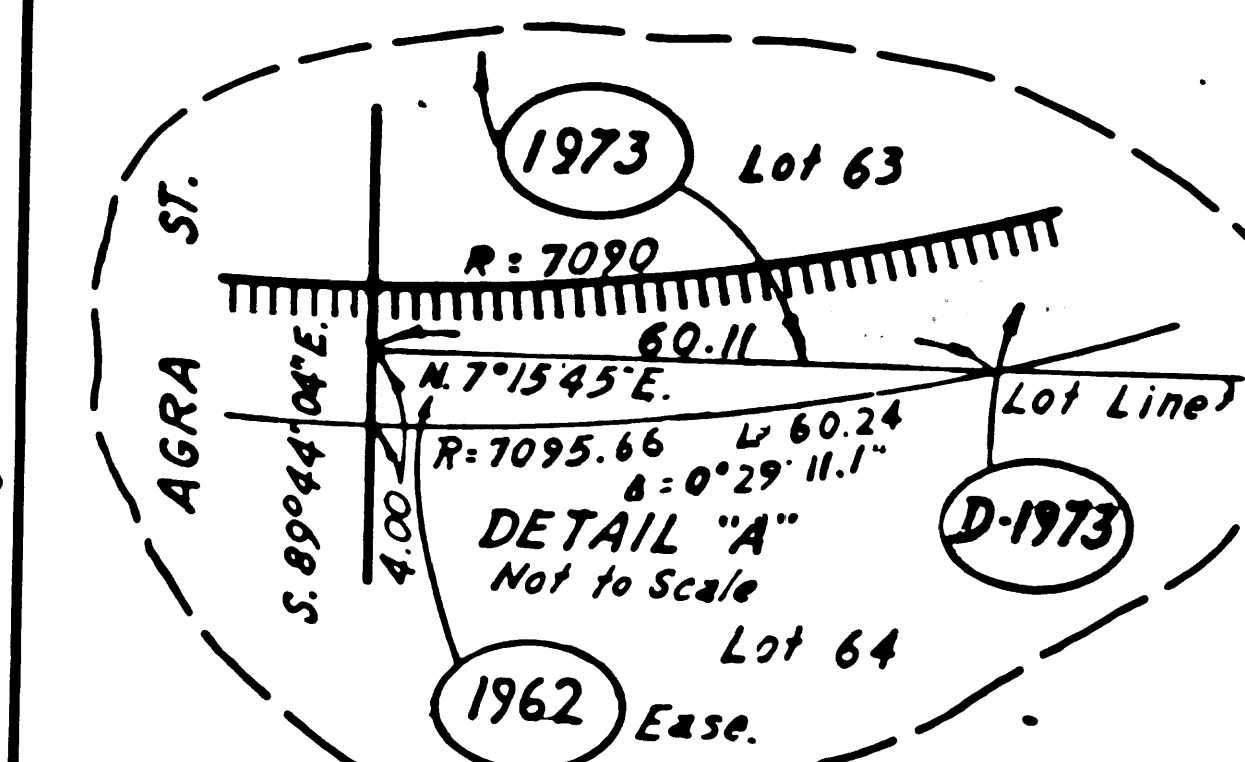 1973
Lot 63
AGRA ST.
R = 7090
60.11
N. 7°15'45"E.
Lot Line
S. 89°44'04"E.
R=7095.66
L= 60.24
Δ = 0°29'11.1"
4.00
DETAIL "A"
Not to Scale
D-1973
Lot 64
1962
Ease.